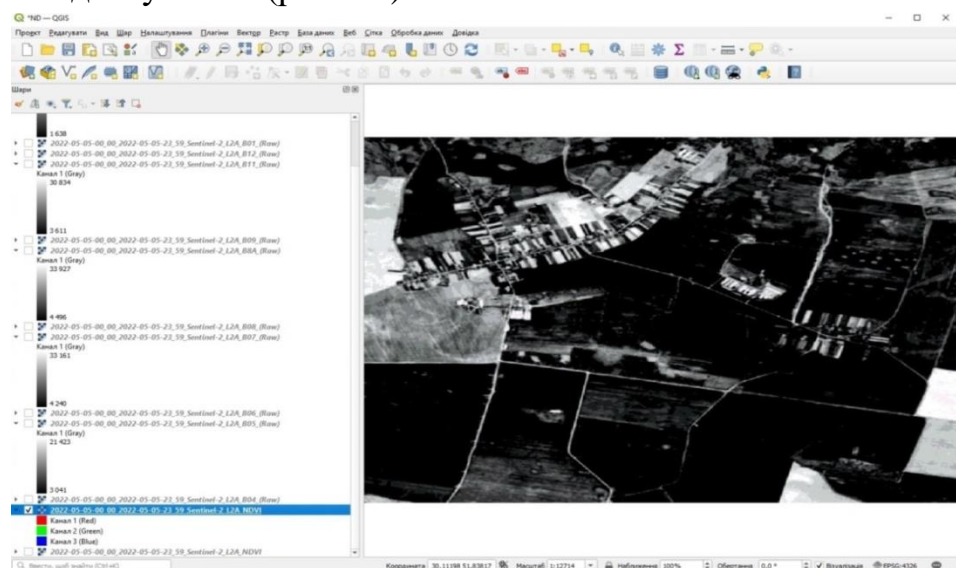 *ND — QGIS
Проект Редагувати Вид Шар Налаштування Плагіни Вектор Растр База даних Веб Сітка Обробка даних Довідка
Шари
1 638
2022-05-05-00_00_2022-05-05-23_59_Sentinel-2_L2A_B01_(Raw)
2022-05-05-00_00_2022-05-05-23_59_Sentinel-2_L2A_B12_(Raw)
2022-05-05-00_00_2022-05-05-23_59_Sentinel-2_L2A_B11_(Raw)
Канал 1 (Gray)
30 834
3 611
2022-05-05-00_00_2022-05-05-23_59_Sentinel-2_L2A_B09_(Raw)
2022-05-05-00_00_2022-05-05-23_59_Sentinel-2_L2A_B8A_(Raw)
Канал 1 (Gray)
33 927
4 496
2022-05-05-00_00_2022-05-05-23_59_Sentinel-2_L2A_B08_(Raw)
2022-05-05-00_00_2022-05-05-23_59_Sentinel-2_L2A_B07_(Raw)
Канал 1 (Gray)
33 161
4 240
2022-05-05-00_00_2022-05-05-23_59_Sentinel-2_L2A_B06_(Raw)
2022-05-05-00_00_2022-05-05-23_59_Sentinel-2_L2A_B05_(Raw)
Канал 1 (Gray)
21 423
3 041
2022-05-05-00_00_2022-05-05-23_59_Sentinel-2_L2A_B04_(Raw)
2022-05-05-00_00_2022-05-05-23_59_Sentinel-2_L2A_NDVI
Канал 1 (Red)
Канал 2 (Green)
Канал 3 (Blue)
2022-05-05-00_00_2022-05-05-23_59_Sentinel-2_L2A_NDVI
Введіть, щоб знайти (Ctrl+K) Координата 30.11198 51.83817 Масштаб 1:12714 Наближення 100% Обертання 0,0 ° Візуалізація EPSG:4326